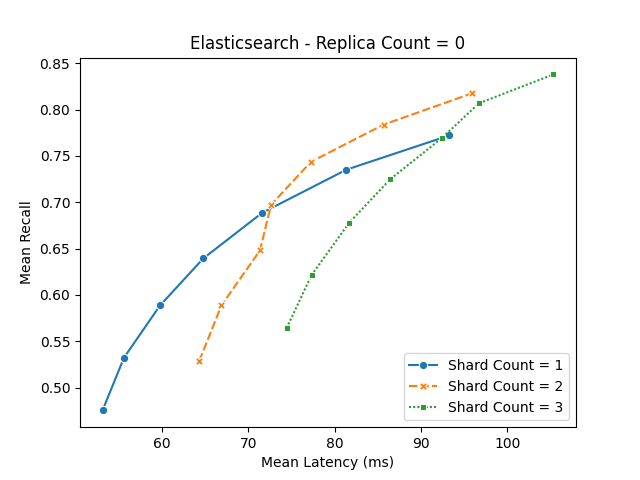 Elasticsearch - Replica Count = 0
0.85
0.80
0.75
0.70
0.65
0.60
0.55
0.50
Mean Recall
Shard Count = 1
Shard Count = 2
Shard Count = 3
60 70 80 90 100
Mean Latency (ms)